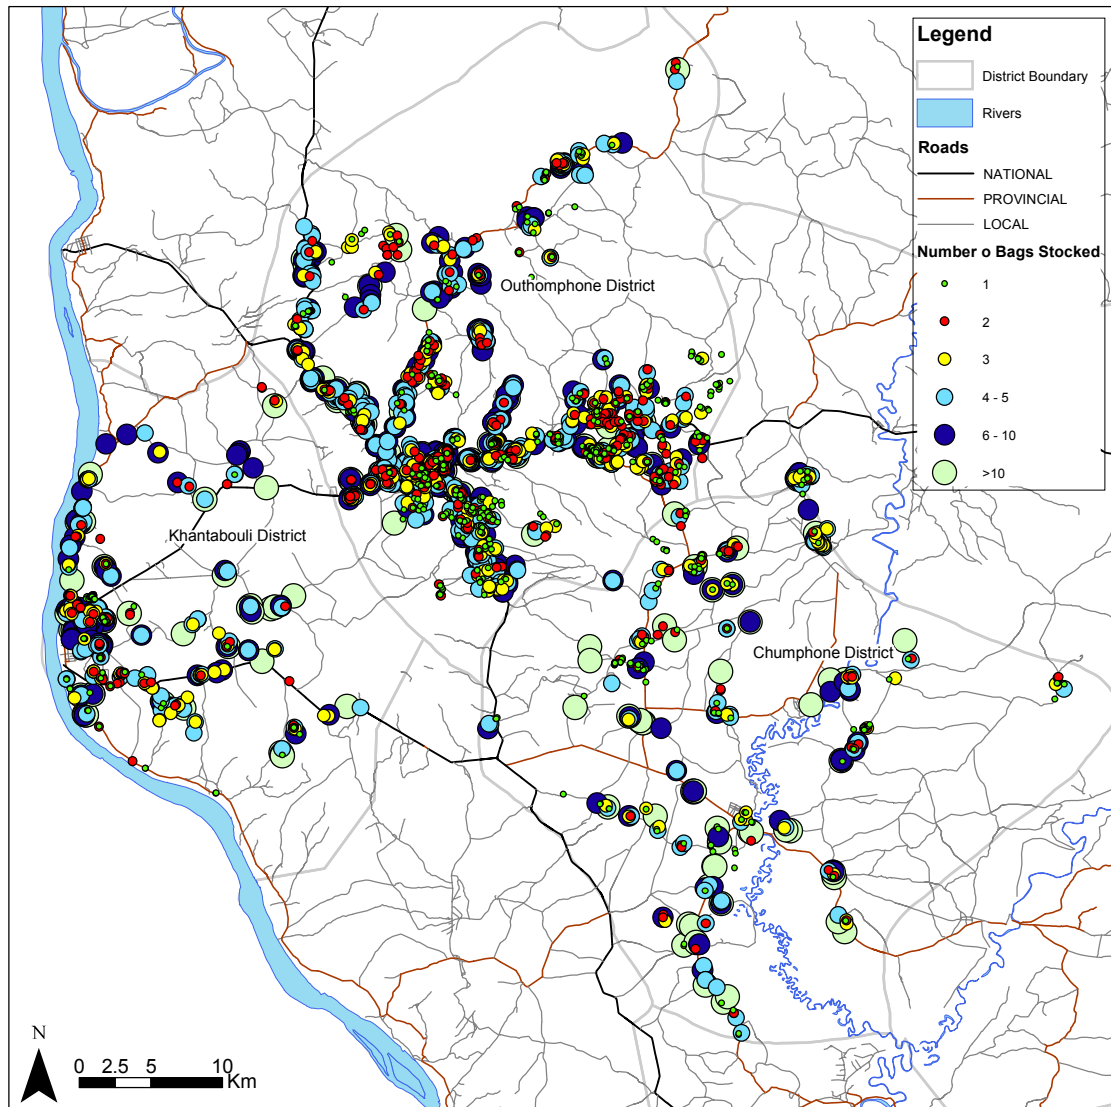 Legend
District Boundary
Rivers
Roads
NATIONAL
PROVINCIAL
LOCAL
Number o Bags Stocked
1
2
3
4 - 5
6 - 10
>10
Outhomphone District
Khantabouli District
Chumphone District
N
0 2.5 5 10
Km